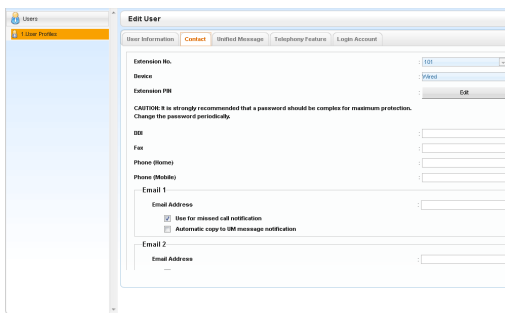 Users
1.User Profiles
Edit User
User Information Contact Unified Message Telephony Feature Login Account
Extension No. : 101
Device : Wired
Extension PIN : Edit
CAUTION: It is strongly recommended that a password should be complex for maximum protection.
Change the password periodically.
DDI :
Fax :
Phone (Home) :
Phone (Mobile) :
Email 1
Email Address :
Use for missed call notification
Automatic copy to UM message notification
Email 2
Email Address :